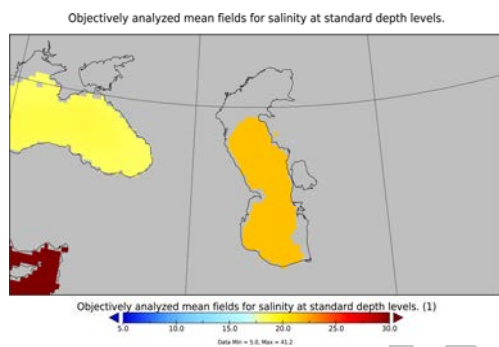 Objectively analyzed mean fields for salinity at standard depth levels.
Objectively analyzed mean fields for salinity at standard depth levels. (1)
5.0 10.0 15.0 20.0 25.0 30.0
Data Min = 5.0, Max = 41.2